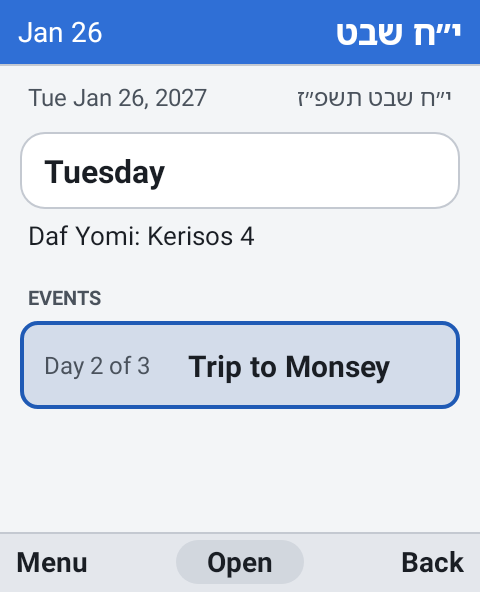 Jan 26 י״ח שבט
Tue Jan 26, 2027 י״ח שבט תשפ״ז
Tuesday
Daf Yomi: Kerisos 4
EVENTS
Day 2 of 3 Trip to Monsey
Menu Open Back